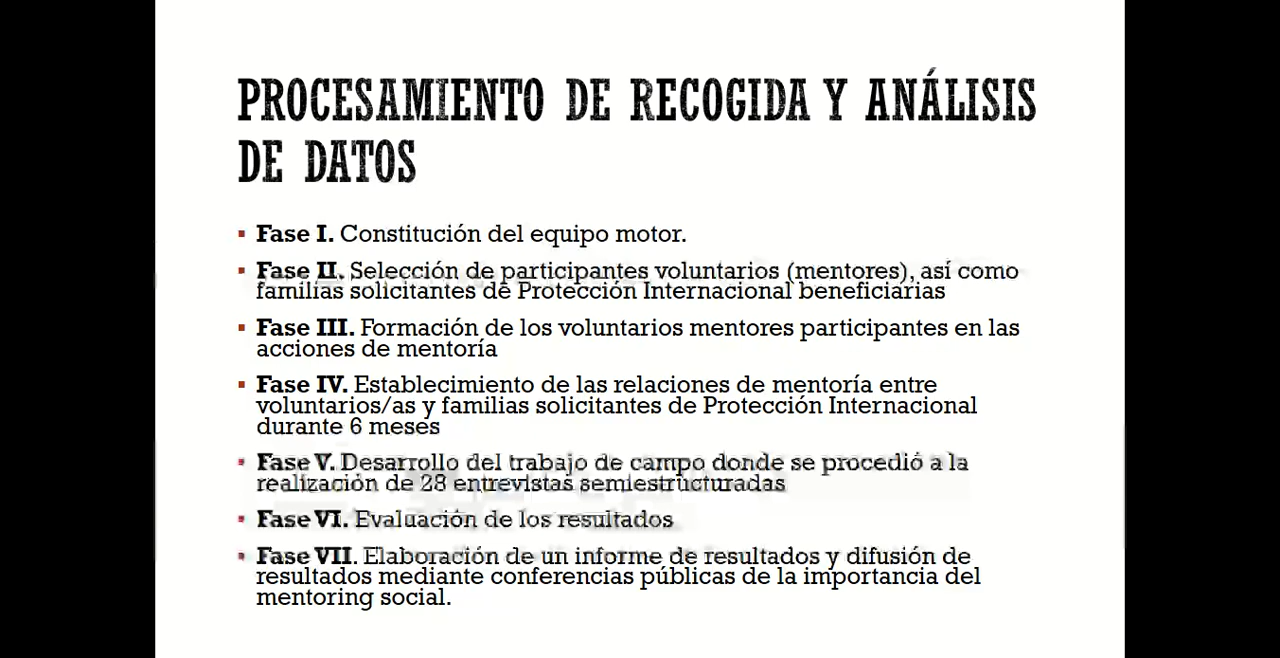 PROCESAMIENTO DE RECOGIDA Y ANÁLISIS
DE DATOS
▪ Fase I. Constitución del equipo motor.
▪ Fase II. Selección de participantes voluntarios (mentores), así como
familias solicitantes de Protección Internacional beneficiarias
▪ Fase III. Formación de los voluntarios mentores participantes en las
acciones de mentoría
▪ Fase IV. Establecimiento de las relaciones de mentoría entre
voluntarios/as y familias solicitantes de Protección Internacional
durante 6 meses
▪ Fase V. Desarrollo del trabajo de campo donde se procedió a la
realización de 28 entrevistas semiestructuradas
▪ Fase VI. Evaluación de los resultados
▪ Fase VII. Elaboración de un informe de resultados y difusión de
resultados mediante conferencias públicas de la importancia del
mentoring social.